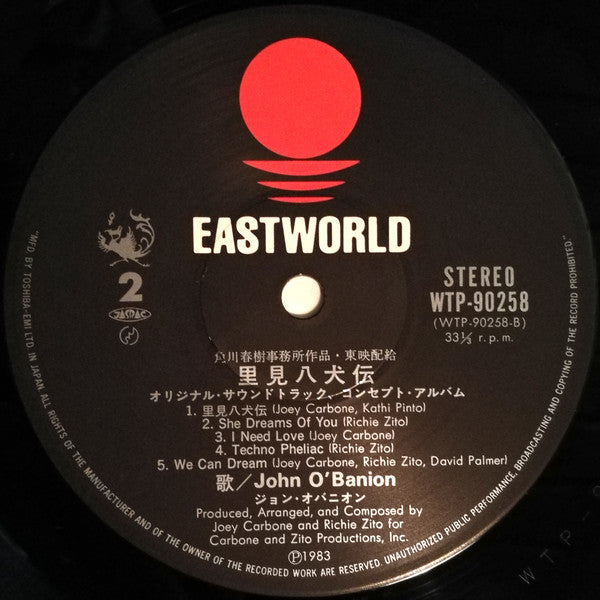 EASTWORLD
2
JASRAC
STEREO
WTP-90258
(WTP-90258-B)
33⅓ r.p.m.
角川春樹事務所作品・東映配給
里見八犬伝
オリジナル・サウンドトラック、コンセプト・アルバム
1. 里見八犬伝 (Joey Carbone, Kathi Pinto)
2. She Dreams Of You (Richie Zito)
3. I Need Love (Joey Carbone)
4. Techno Pheliac (Richie Zito)
5. We Can Dream (Joey Carbone, Richie Zito, David Palmer)
歌／John O'Banion
ジョン・オバニオン
Produced, Arranged, and Composed by
Joey Carbone and Richie Zito for
Carbone and Zito Productions, Inc.
Ⓟ1983
"MFD BY TOSHIBA-EMI LTD IN JAPAN ALL RIGHTS OF THE MANUFACTURER AND OF THE OWNER OF THE RECORDED WORK ARE RESERVED. UNAUTHORIZED PUBLIC PERFORMANCE, BROADCASTING AND COPYING OF THE RECORD PROHIBITED."